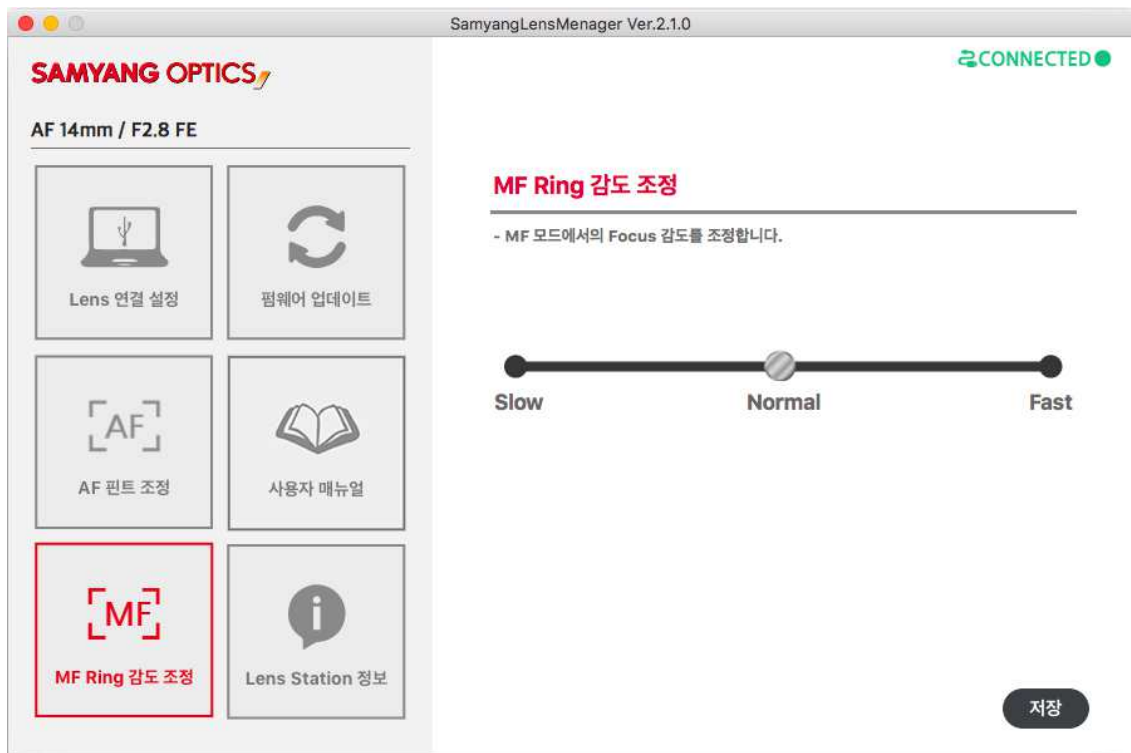 SamyangLensMenager Ver.2.1.0
SAMYANG OPTICS
CONNECTED
AF 14mm / F2.8 FE
Lens 연결 설정
펌웨어 업데이트
AF
AF 핀트 조정
사용자 매뉴얼
MF
MF Ring 감도 조정
i
Lens Station 정보
MF Ring 감도 조정
- MF 모드에서의 Focus 감도를 조정합니다.
Slow Normal Fast
저장